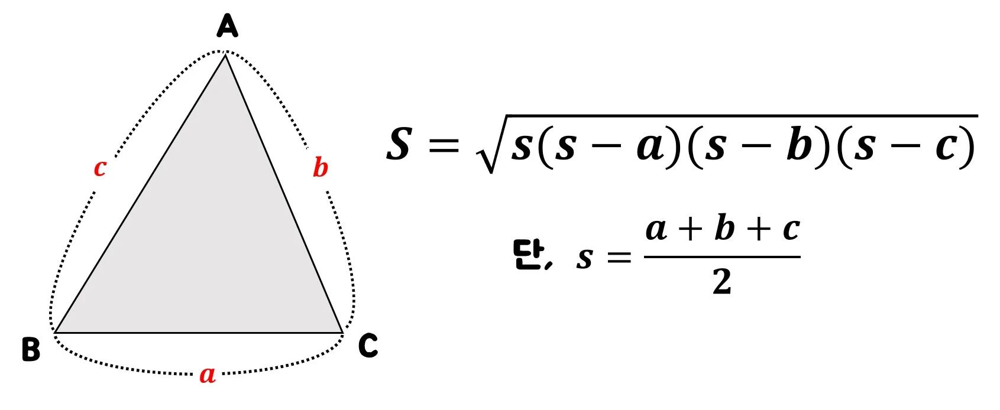 A
c
b
B
C
a
S = √s(s − a)(s − b)(s − c)
단, s = a + b + c / 2